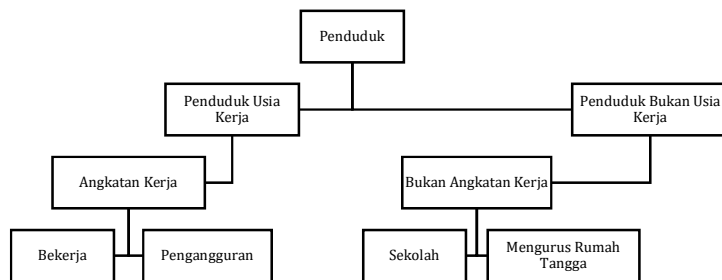 Penduduk
Penduduk Usia
Kerja
Penduduk Bukan Usia
Kerja
Angkatan Kerja
Bukan Angkatan Kerja
Bekerja
Pengangguran
Sekolah
Mengurus Rumah
Tangga